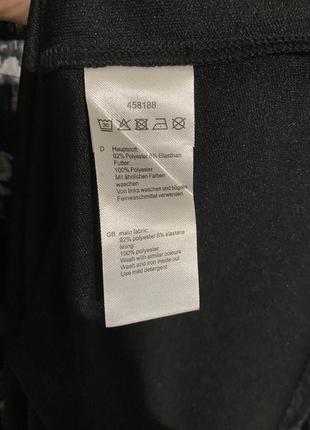 458188
30
D Hauptstoff:
92% Polyester 8% Elasthan
Futter:
100% Polyester
Mit ähnlichen Farben
waschen
Von links waschen und bügeln
Feinwaschmittel verwenden
GB main fabric:
92% polyester 8% elastane
lining:
100% polyester
Wash with similar colours
Wash and iron inside out
Use mild detergent